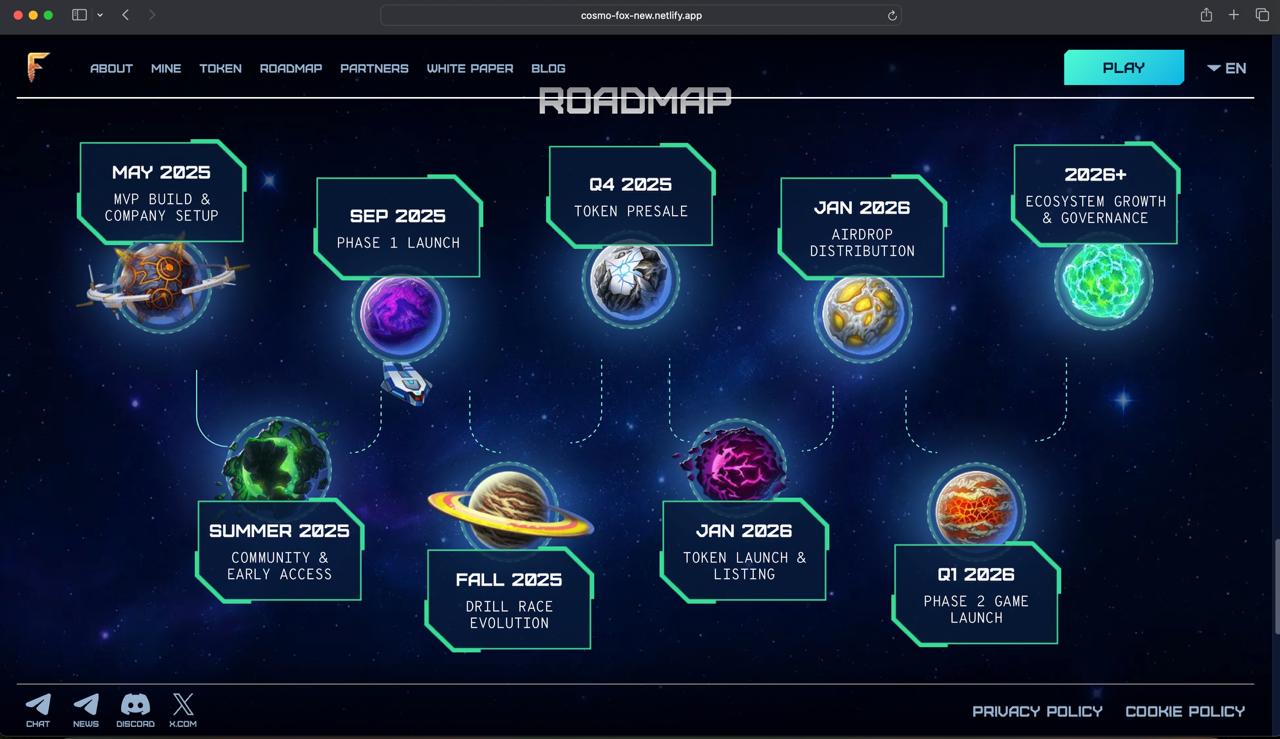 cosmo-fox-new.netlify.app
ABOUT MINE TOKEN ROADMAP PARTNERS WHITE PAPER BLOG
PLAY
EN
ROADMAP
MAY 2025
MVP BUILD &
COMPANY SETUP
SUMMER 2025
COMMUNITY &
EARLY ACCESS
SEP 2025
PHASE 1 LAUNCH
FALL 2025
DRILL RACE
EVOLUTION
Q4 2025
TOKEN PRESALE
JAN 2026
TOKEN LAUNCH &
LISTING
JAN 2026
AIRDROP
DISTRIBUTION
Q1 2026
PHASE 2 GAME
LAUNCH
2026+
ECOSYSTEM GROWTH
& GOVERNANCE
CHAT NEWS DISCORD X.COM
PRIVACY POLICY COOKIE POLICY